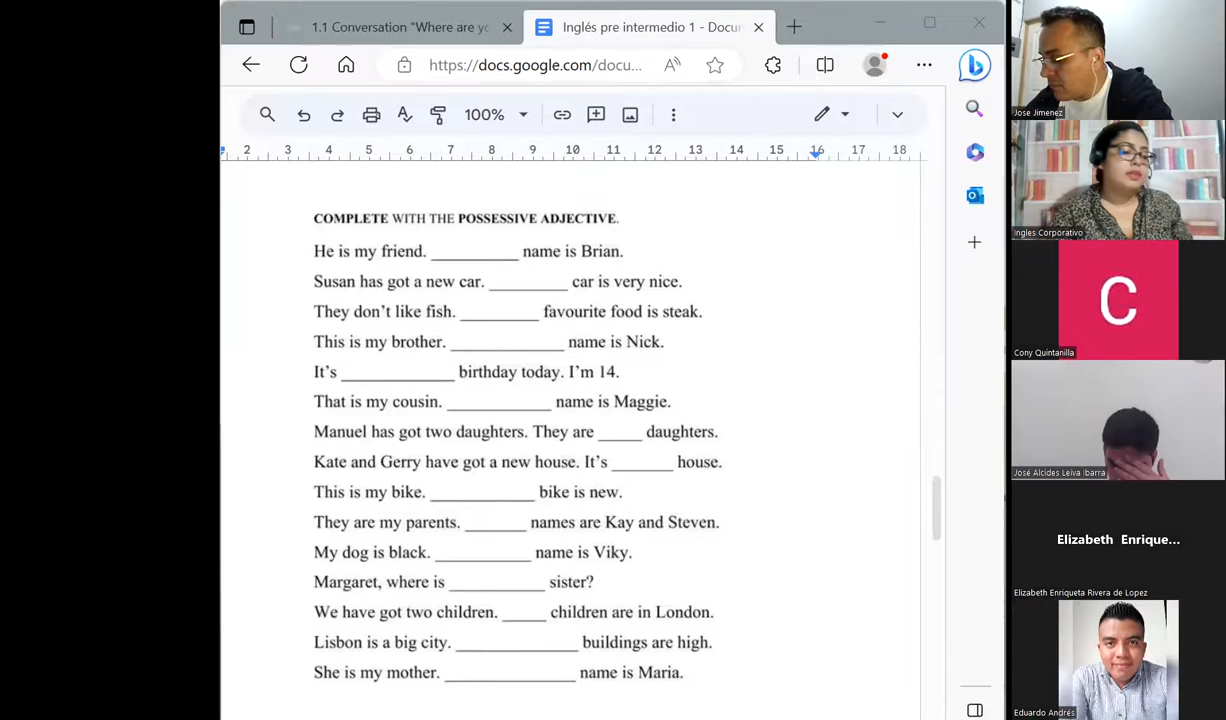 1.1 Conversation "Where are yo
Inglés pre intermedio 1 - Docur
https://docs.google.com/docu...
100%
2 3 4 5 6 7 8 9 10 11 12 13 14 15 16 17 18
COMPLETE WITH THE POSSESSIVE ADJECTIVE.
He is my friend. _________ name is Brian.
Susan has got a new car. ________ car is very nice.
They don't like fish. ________ favourite food is steak.
This is my brother. ____________ name is Nick.
It's ____________ birthday today. I'm 14.
That is my cousin. ___________ name is Maggie.
Manuel has got two daughters. They are _____ daughters.
Kate and Gerry have got a new house. It's _______ house.
This is my bike. ___________ bike is new.
They are my parents. _______ names are Kay and Steven.
My dog is black. __________ name is Viky.
Margaret, where is __________ sister?
We have got two children. _____ children are in London.
Lisbon is a big city. _____________ buildings are high.
She is my mother. ______________ name is Maria.
Jose Jimenez
Ingles Corporativo
C
Cony Quintanilla
José Alcides Leiva Ibarra
Elizabeth Enrique...
Elizabeth Enriqueta Rivera de Lopez
Eduardo Andrés